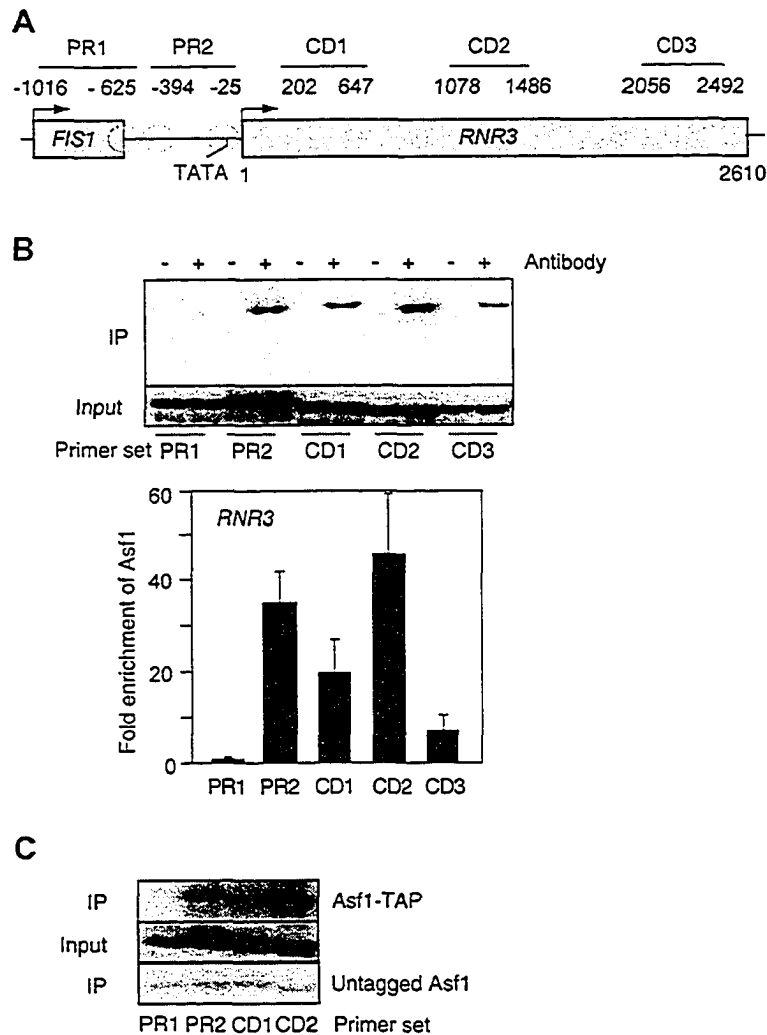 A
PR1 PR2 CD1 CD2 CD3
-1016 -625 -394 -25 202 647 1078 1486 2056 2492
FIS1 RNR3
TATA 1 2610
B
- + - + - + - + - + Antibody
IP
Input
Primer set PR1 PR2 CD1 CD2 CD3
60
RNR3
Fold enrichment of Asf1
40
20
0
PR1 PR2 CD1 CD2 CD3
C
IP Asf1-TAP
Input
IP Untagged Asf1
PR1 PR2 CD1 CD2 Primer set